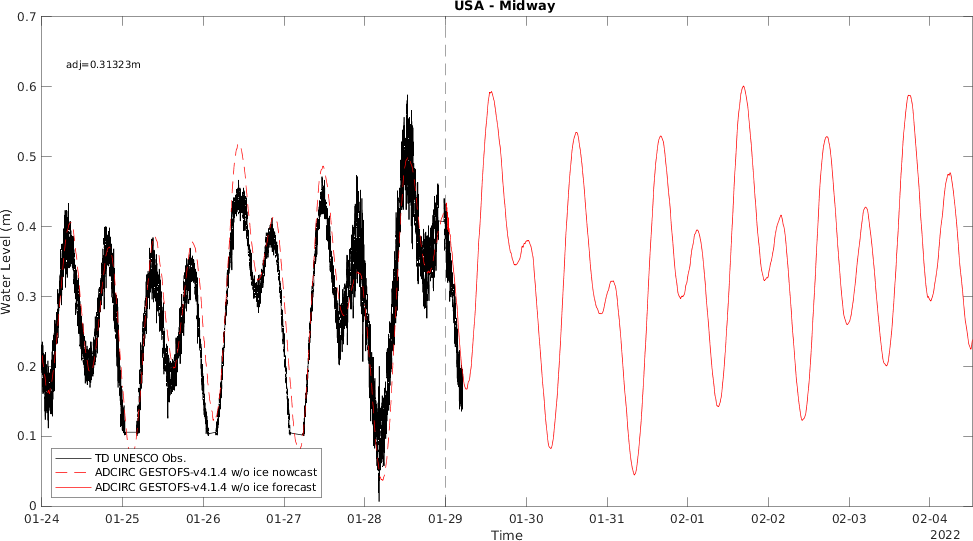 USA - Midway
adj=0.31323m
Water Level (m)
0.7
0.6
0.5
0.4
0.3
0.2
0.1
0
TD UNESCO Obs.
ADCIRC GESTOFS-v4.1.4 w/o ice nowcast
ADCIRC GESTOFS-v4.1.4 w/o ice forecast
01-24 01-25 01-26 01-27 01-28 01-29 01-30 01-31 02-01 02-02 02-03 02-04
Time
2022